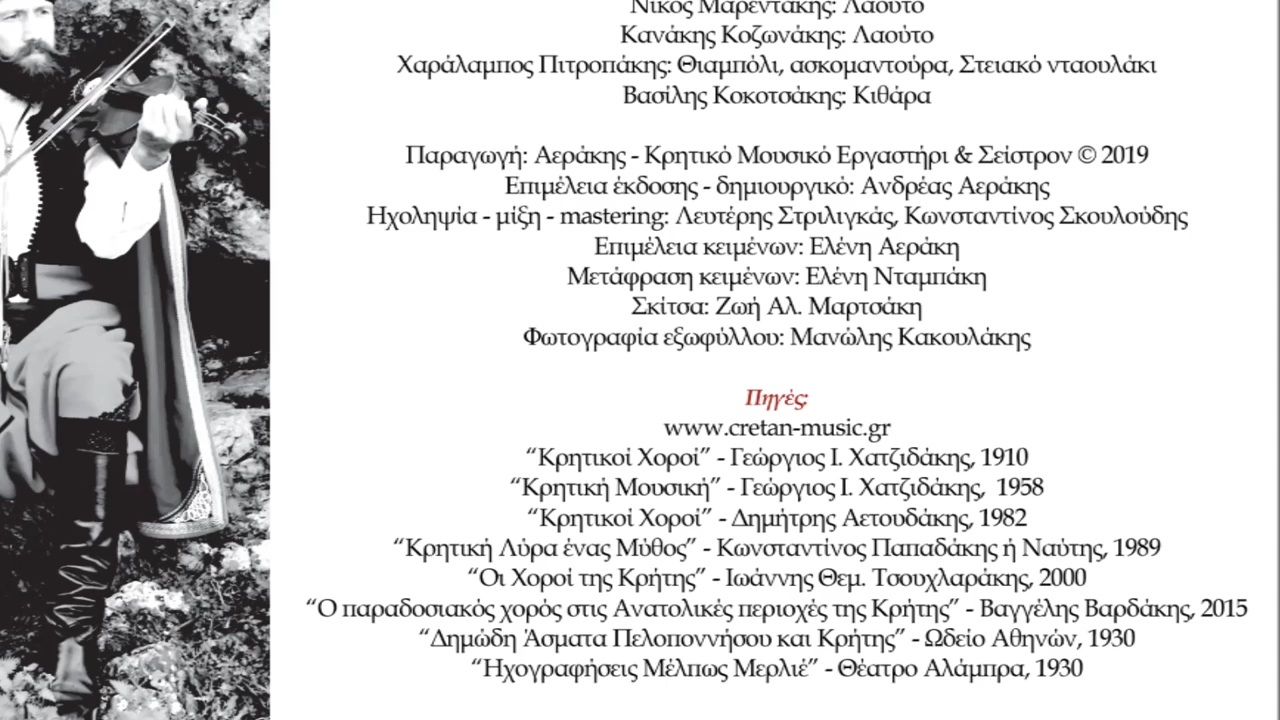 Νίκος Μαρεντάκης: Λαούτο
Κανάκης Κοζωνάκης: Λαούτο
Χαράλαμπος Πιτροπάκης: Θιαμπόλι, ασκομαντούρα, Στειακό νταουλάκι
Βασίλης Κοκοτσάκης: Κιθάρα
Παραγωγή: Αεράκης - Κρητικό Μουσικό Εργαστήρι & Σείστρον © 2019
Επιμέλεια έκδοσης - δημιουργικό: Ανδρέας Αεράκης
Ηχοληψία - μίξη - mastering: Λευτέρης Στριλιγκάς, Κωνσταντίνος Σκουλούδης
Επιμέλεια κειμένων: Ελένη Αεράκη
Μετάφραση κειμένων: Ελένη Νταμπάκη
Σκίτσα: Ζωή Αλ. Μαρτσάκη
Φωτογραφία εξωφύλλου: Μανώλης Κακουλάκης
Πηγές:
www.cretan-music.gr
“Κρητικοί Χοροί” - Γεώργιος Ι. Χατζιδάκης, 1910
“Κρητική Μουσική” - Γεώργιος Ι. Χατζιδάκης, 1958
“Κρητικοί Χοροί” - Δημήτρης Αετουδάκης, 1982
“Κρητική Λύρα ένας Μύθος” - Κωνσταντίνος Παπαδάκης ή Ναύτης, 1989
“Οι Χοροί της Κρήτης” - Ιωάννης Θεμ. Τσουχλαράκης, 2000
“Ο παραδοσιακός χορός στις Ανατολικές περιοχές της Κρήτης” - Βαγγέλης Βαρδάκης, 2015
“Δημώδη Άσματα Πελοποννήσου και Κρήτης” - Ωδείο Αθηνών, 1930
“Ηχογραφήσεις Μέλπως Μερλιέ” - Θέατρο Αλάμπρα, 1930